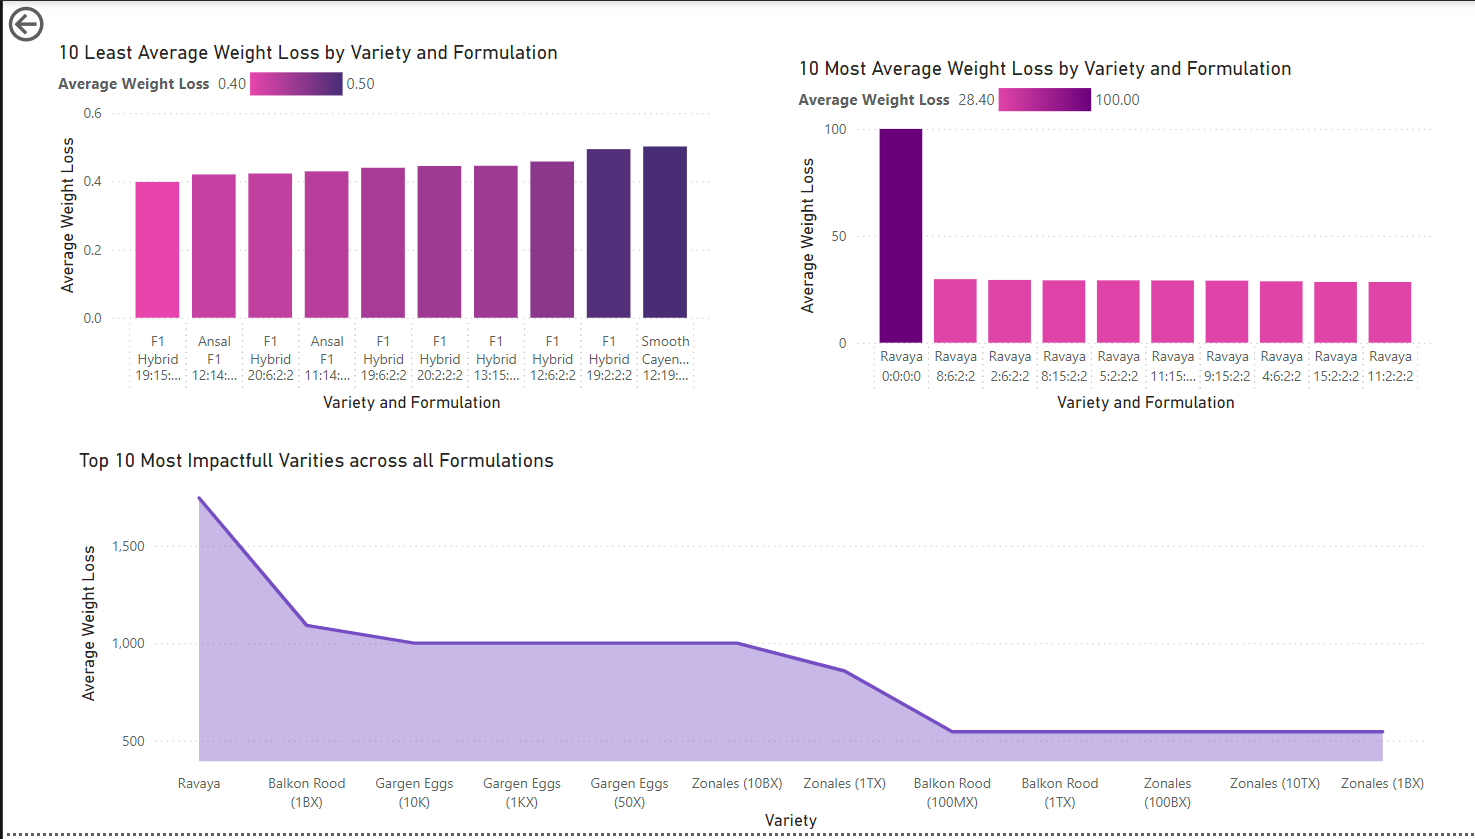 10 Least Average Weight Loss by Variety and Formulation
Average Weight Loss 0.40 0.50
0.6
0.4
0.2
0.0
Average Weight Loss
F1 Hybrid 19:15:...
Ansal F1 12:14:...
F1 Hybrid 20:6:2:2
Ansal F1 11:14:...
F1 Hybrid 19:6:2:2
F1 Hybrid 20:2:2:2
F1 Hybrid 13:15:...
F1 Hybrid 12:6:2:2
F1 Hybrid 19:2:2:2
Smooth Cayen... 12:19:...
Variety and Formulation
10 Most Average Weight Loss by Variety and Formulation
Average Weight Loss 28.40 100.00
100
50
0
Average Weight Loss
Ravaya 0:0:0:0
Ravaya 8:6:2:2
Ravaya 2:6:2:2
Ravaya 8:15:2:2
Ravaya 5:2:2:2
Ravaya 11:15:...
Ravaya 9:15:2:2
Ravaya 4:6:2:2
Ravaya 15:2:2:2
Ravaya 11:2:2:2
Variety and Formulation
Top 10 Most Impactfull Varities across all Formulations
1,500
1,000
500
Average Weight Loss
Ravaya
Balkon Rood (1BX)
Gargen Eggs (10K)
Gargen Eggs (1KX)
Gargen Eggs (50X)
Zonales (10BX)
Zonales (1TX)
Balkon Rood (100MX)
Balkon Rood (1TX)
Zonales (100BX)
Zonales (10TX)
Zonales (1BX)
Variety